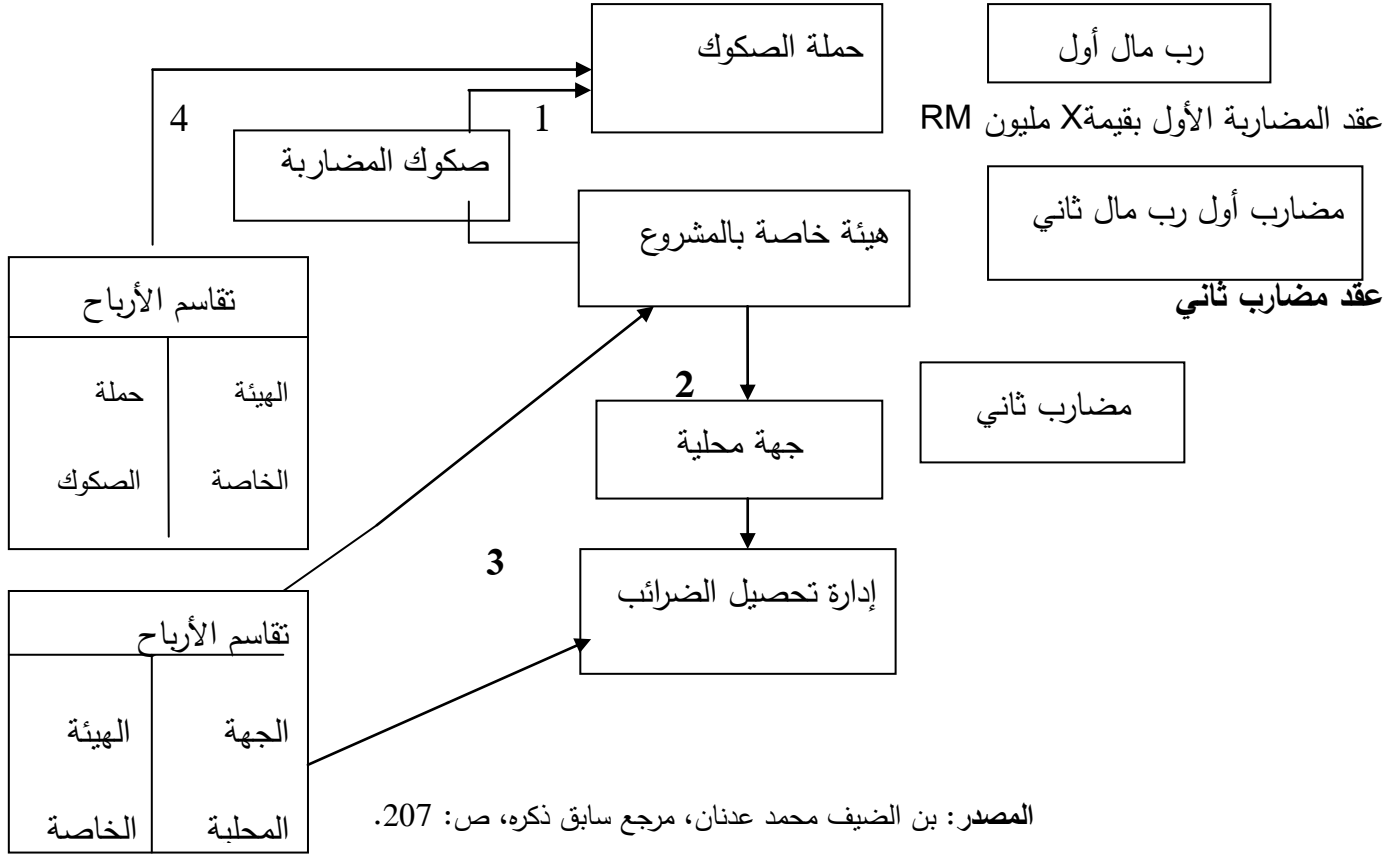 رب مال أول
حملة الصكوك
عقد المضاربة الأول بقيمةX مليون RM
1
4
صكوك المضاربة
مضارب أول رب مال ثاني
هيئة خاصة بالمشروع
عقد مضارب ثاني
تقاسم الأرباح
الهيئة
حملة
الخاصة
الصكوك
2
مضارب ثاني
جهة محلية
3
إدارة تحصيل الضرائب
تقاسم الأرباح
الجهة
الهيئة
المحلية
الخاصة
المصدر: بن الضيف محمد عدنان، مرجع سابق ذكره، ص: 207.